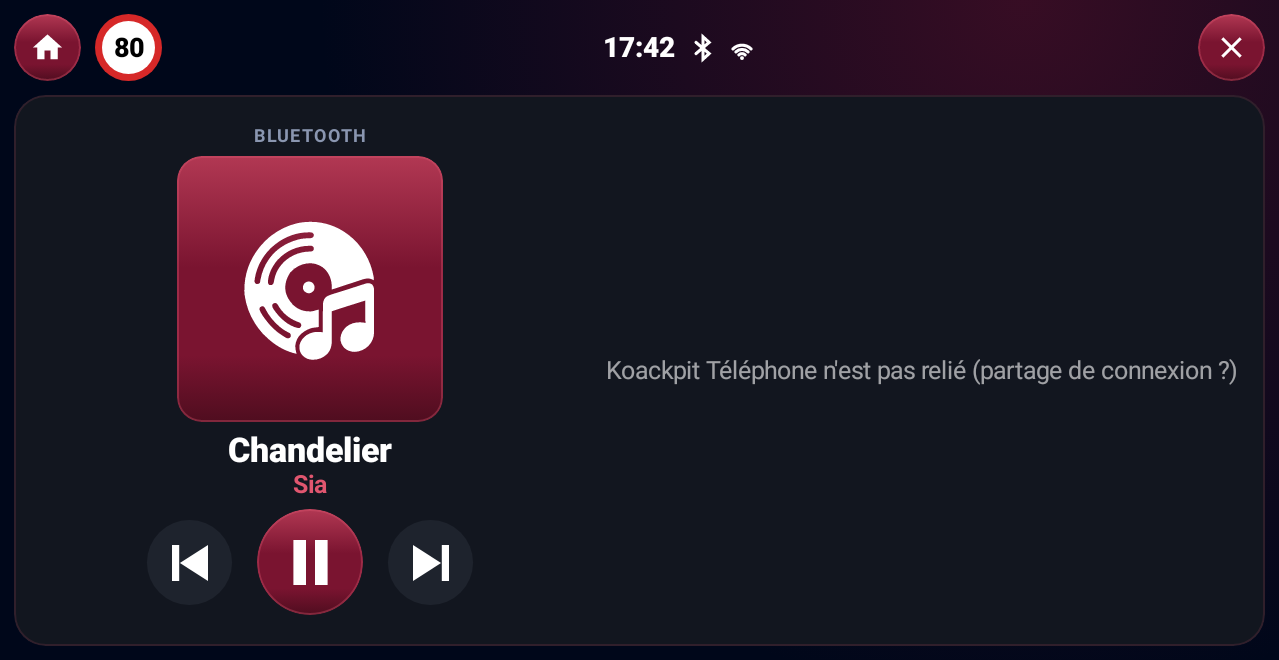 80
17:42
BLUETOOTH
Chandelier
Sia
Koackpit Téléphone n'est pas relié (partage de connexion ?)